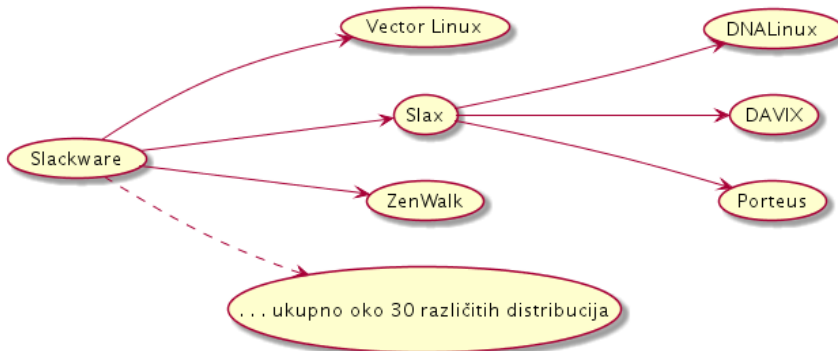 Vector Linux
DNALinux
Slax
DAVIX
Slackware
ZenWalk
Porteus
. . . ukupno oko 30 različitih distribucija